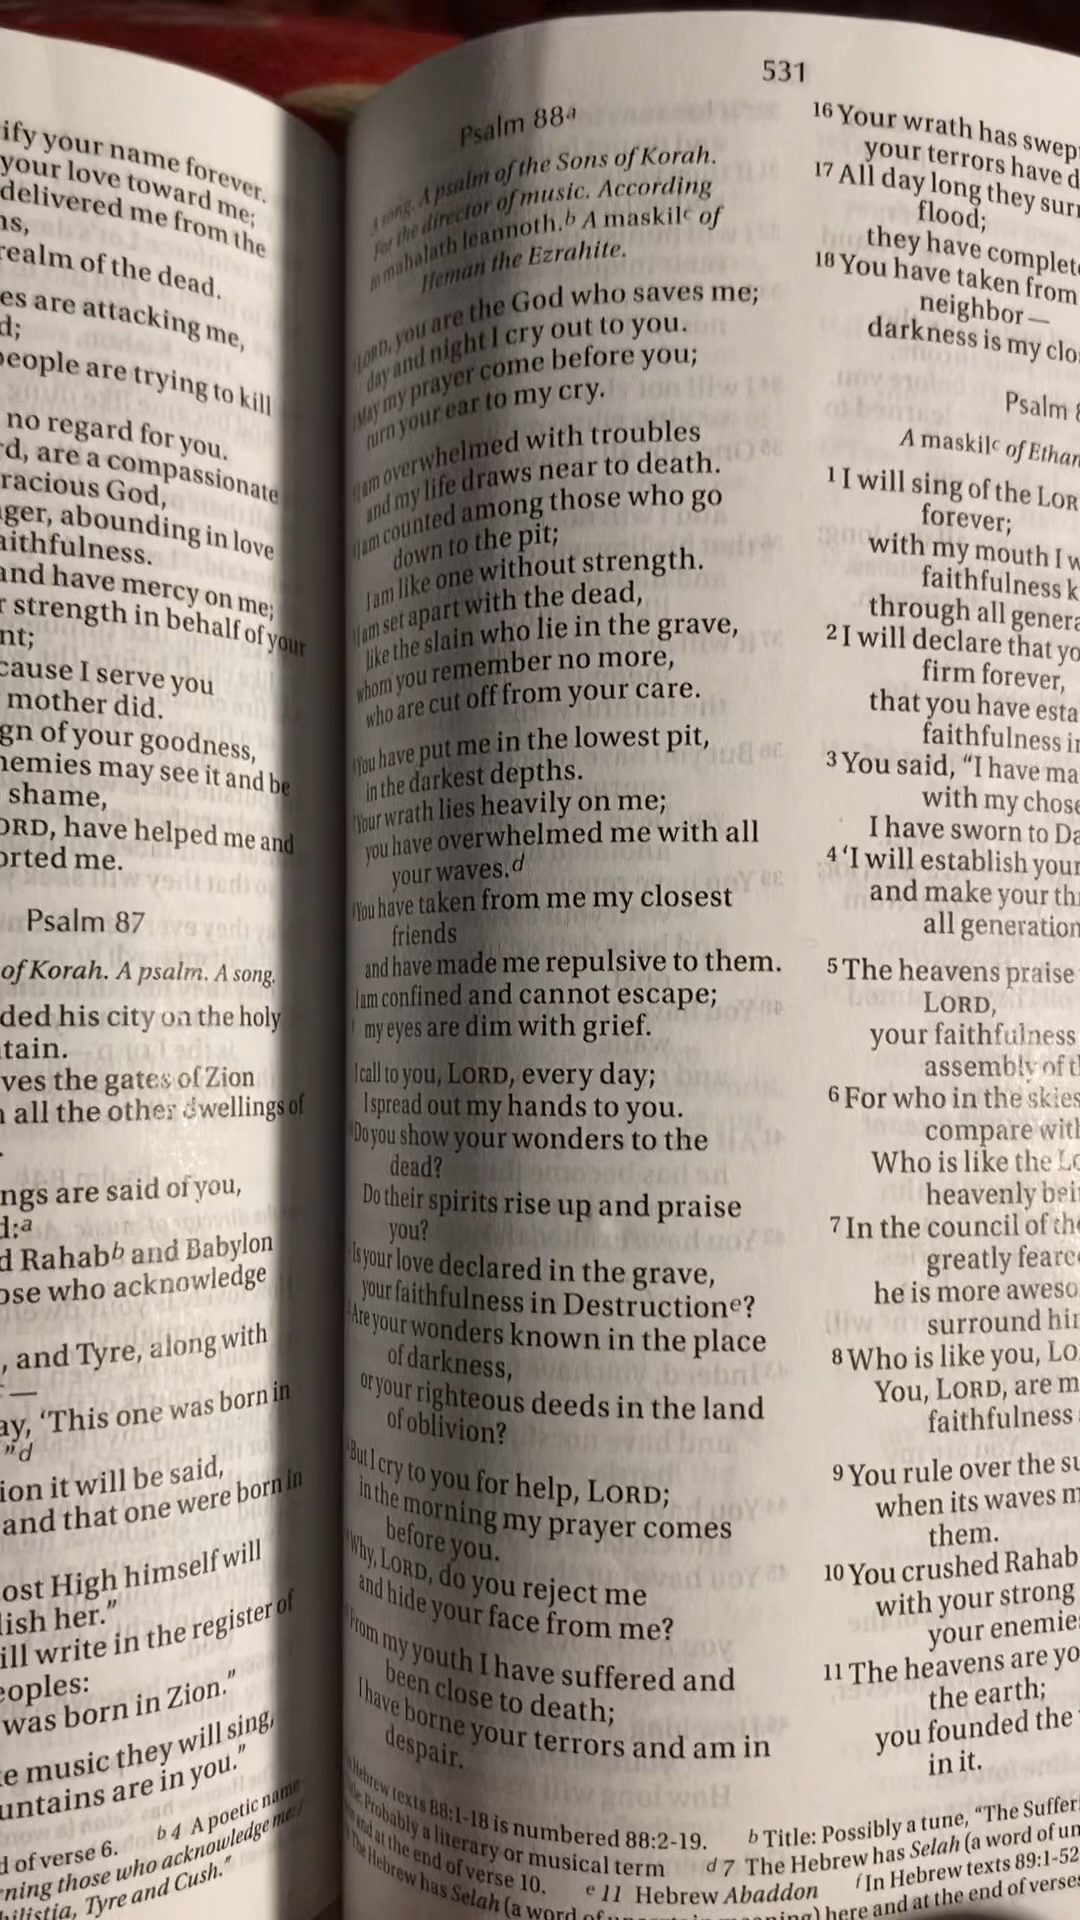 ify your name forever.
your love toward me;
delivered me from the
ns,
realm of the dead.
es are attacking me,
d;
people are trying to kill
no regard for you.
rd, are a compassionate
racious God,
ger, abounding in love
aithfulness.
and have mercy on me;
r strength in behalf of your
nt;
cause I serve you
mother did.
gn of your goodness,
nemies may see it and be
shame,
ORD, have helped me and
orted me.
Psalm 87
of Korah. A psalm. A song.
ded his city on the holy
tain.
ves the gates of Zion
n all the other dwellings of
.
ngs are said of you,
d:a
d Rahabb and Babylon
ose who acknowledge
, and Tyre, along with
—
ay, ‘This one was born in
”d
ion it will be said,
and that one were born in
ost High himself will
lish her.”
ill write in the register of
eoples:
was born in Zion.”
e music they will sing,
untains are in you.”
d of verse 6. b 4 A poetic name
rning those who acknowledge me:/
hilistia, Tyre and Cush.”
531
Psalm 88a
A song. A psalm of the Sons of Korah.
For the director of music. According
to mahalath leannoth.b A maskilc of
Heman the Ezrahite.
LORD, you are the God who saves me;
day and night I cry out to you.
May my prayer come before you;
turn your ear to my cry.
I am overwhelmed with troubles
and my life draws near to death.
I am counted among those who go
down to the pit;
I am like one without strength.
I am set apart with the dead,
like the slain who lie in the grave,
whom you remember no more,
who are cut off from your care.
You have put me in the lowest pit,
in the darkest depths.
Your wrath lies heavily on me;
you have overwhelmed me with all
your waves.d
You have taken from me my closest
friends
and have made me repulsive to them.
I am confined and cannot escape;
my eyes are dim with grief.
I call to you, LORD, every day;
I spread out my hands to you.
Do you show your wonders to the
dead?
Do their spirits rise up and praise
you?
Is your love declared in the grave,
your faithfulness in Destructione?
Are your wonders known in the place
of darkness,
or your righteous deeds in the land
of oblivion?
But I cry to you for help, LORD;
in the morning my prayer comes
before you.
Why, LORD, do you reject me
and hide your face from me?
From my youth I have suffered and
been close to death;
I have borne your terrors and am in
despair.
16 Your wrath has swep
your terrors have d
17 All day long they surr
flood;
they have complete
18 You have taken from
neighbor—
darkness is my clo
Psalm 8
A maskilc of Ethan
1 I will sing of the LOR
forever;
with my mouth I w
faithfulness k
through all genera
2 I will declare that yo
firm forever,
that you have esta
faithfulness in
3 You said, “I have ma
with my chose
I have sworn to Da
4 ‘I will establish your
and make your thr
all generation
5 The heavens praise
LORD,
your faithfulness
assembly of th
6 For who in the skies
compare with
Who is like the Lo
heavenly bei
7 In the council of the
greatly feare
he is more aweso
surround hi
8 Who is like you, LO
You, LORD, are m
faithfulness
9 You rule over the su
when its waves m
them.
10 You crushed Rahab
with your strong
your enemie
11 The heavens are yo
the earth;
you founded the
in it.
Hebrew texts 88:1-18 is numbered 88:2-19. b Title: Possibly a tune, “The Suffer
Title: Probably a literary or musical term d 7 The Hebrew has Selah (a word of un
and at the end of verse 10. e 11 Hebrew Abaddon f In Hebrew texts 89:1-52
The Hebrew has Selah (a word of) here and at the end of verse